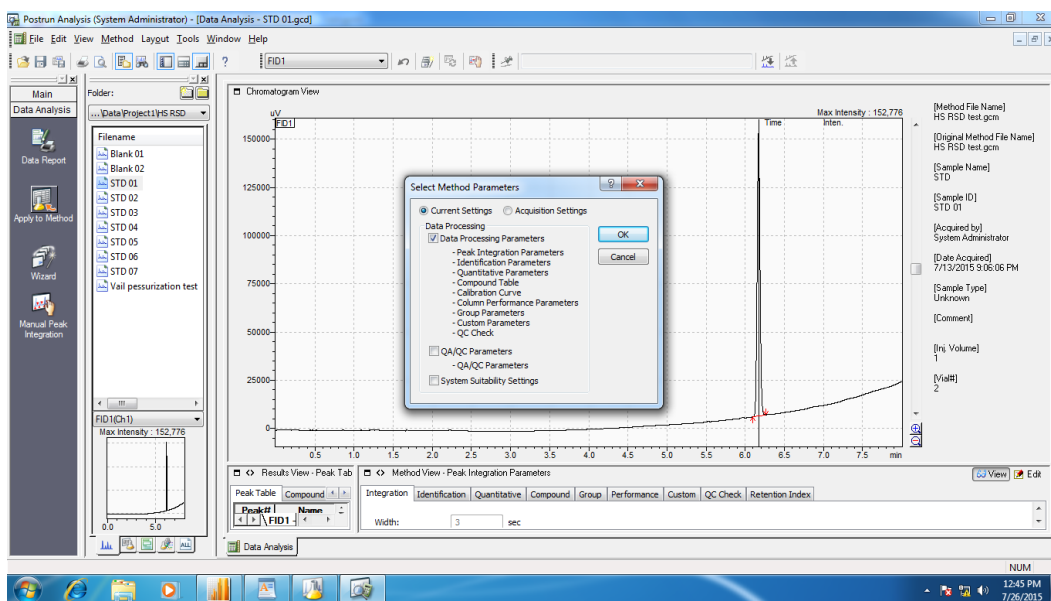 Postrun Analysis (System Administrator) - [Data Analysis - STD 01.gcd]
File Edit View Method Layout Tools Window Help
? FID1
Main
Data Analysis
Data Report
Apply to Method
Wizard
Manual Peak
Integration
Folder:
...\Data\Project1\HS RSD
Filename
Blank 01
Blank 02
STD 01
STD 02
STD 03
STD 04
STD 05
STD 06
STD 07
Vail pessurization test
FID1(Ch1)
Max Intensity : 152,776
0.0 5.0
ALL
Chromatogram View
uV
FID1
Max Intensity : 152,776
Time Inten.
150000
125000
100000
75000
50000
25000
0
0.5 1.0 1.5 2.0 2.5 3.0 3.5 4.0 4.5 5.0 5.5 6.0 6.5 7.0 7.5 min
Select Method Parameters
Current Settings Acquisition Settings
Data Processing
Data Processing Parameters
- Peak Integration Parameters
- Identification Parameters
- Quantitative Parameters
- Compound Table
- Calibration Curve
- Column Performance Parameters
- Group Parameters
- Custom Parameters
- QC Check
QA/QC Parameters
- QA/QC Parameters
System Suitability Settings
OK
Cancel
[Method File Name]
HS RSD test.gcm
[Original Method File Name]
HS RSD test.gcm
[Sample Name]
STD
[Sample ID]
STD 01
[Acquired by]
System Administrator
[Date Acquired]
7/13/2015 9:06:06 PM
[Sample Type]
Unknown
[Comment]
[Inj. Volume]
1
[Vial#]
2
Results View - Peak Tab
Peak Table Compound
Peak# Name
FID1
Method View - Peak Integration Parameters
View Edit
Integration Identification Quantitative Compound Group Performance Custom QC Check Retention Index
Width: 3 sec
Data Analysis
NUM
12:45 PM
7/26/2015